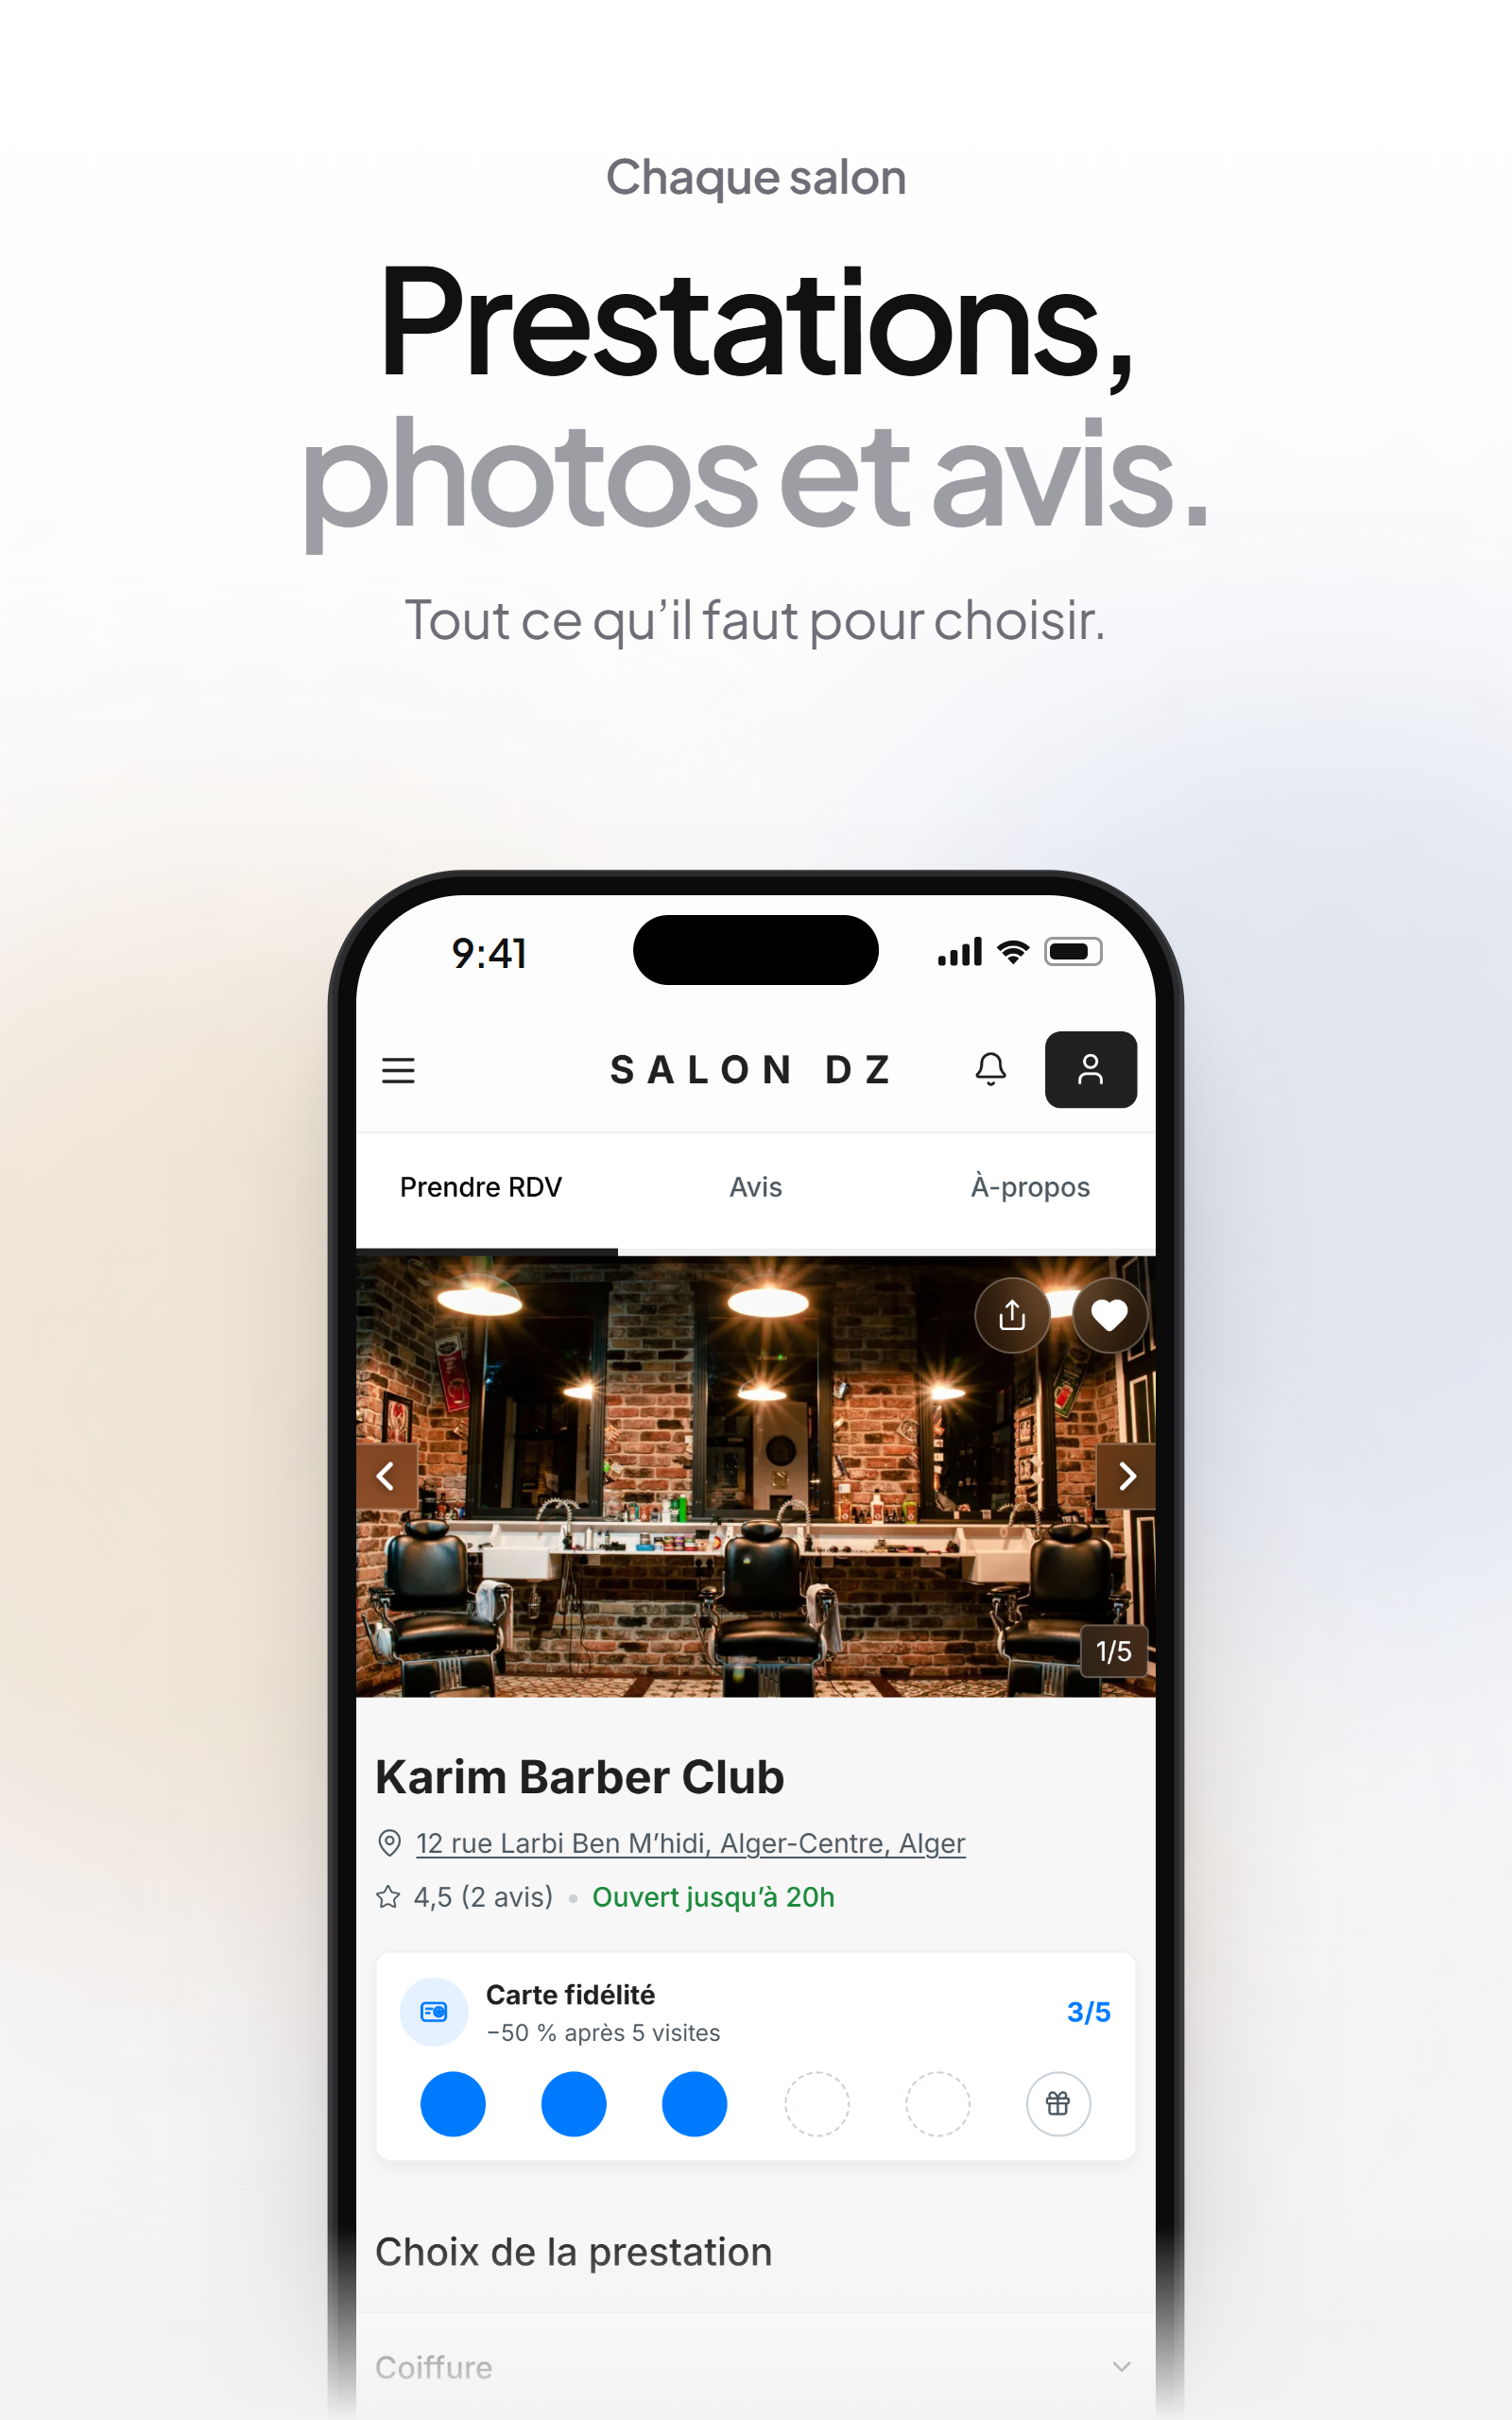 Chaque salon
Prestations,
photos et avis.
Tout ce qu’il faut pour choisir.
9:41
SALON DZ
Prendre RDV
Avis
À-propos
1/5
Karim Barber Club
12 rue Larbi Ben M’hidi, Alger-Centre, Alger
4,5 (2 avis) • Ouvert jusqu’à 20h
Carte fidélité
−50 % après 5 visites
3/5
Choix de la prestation
Coiffure